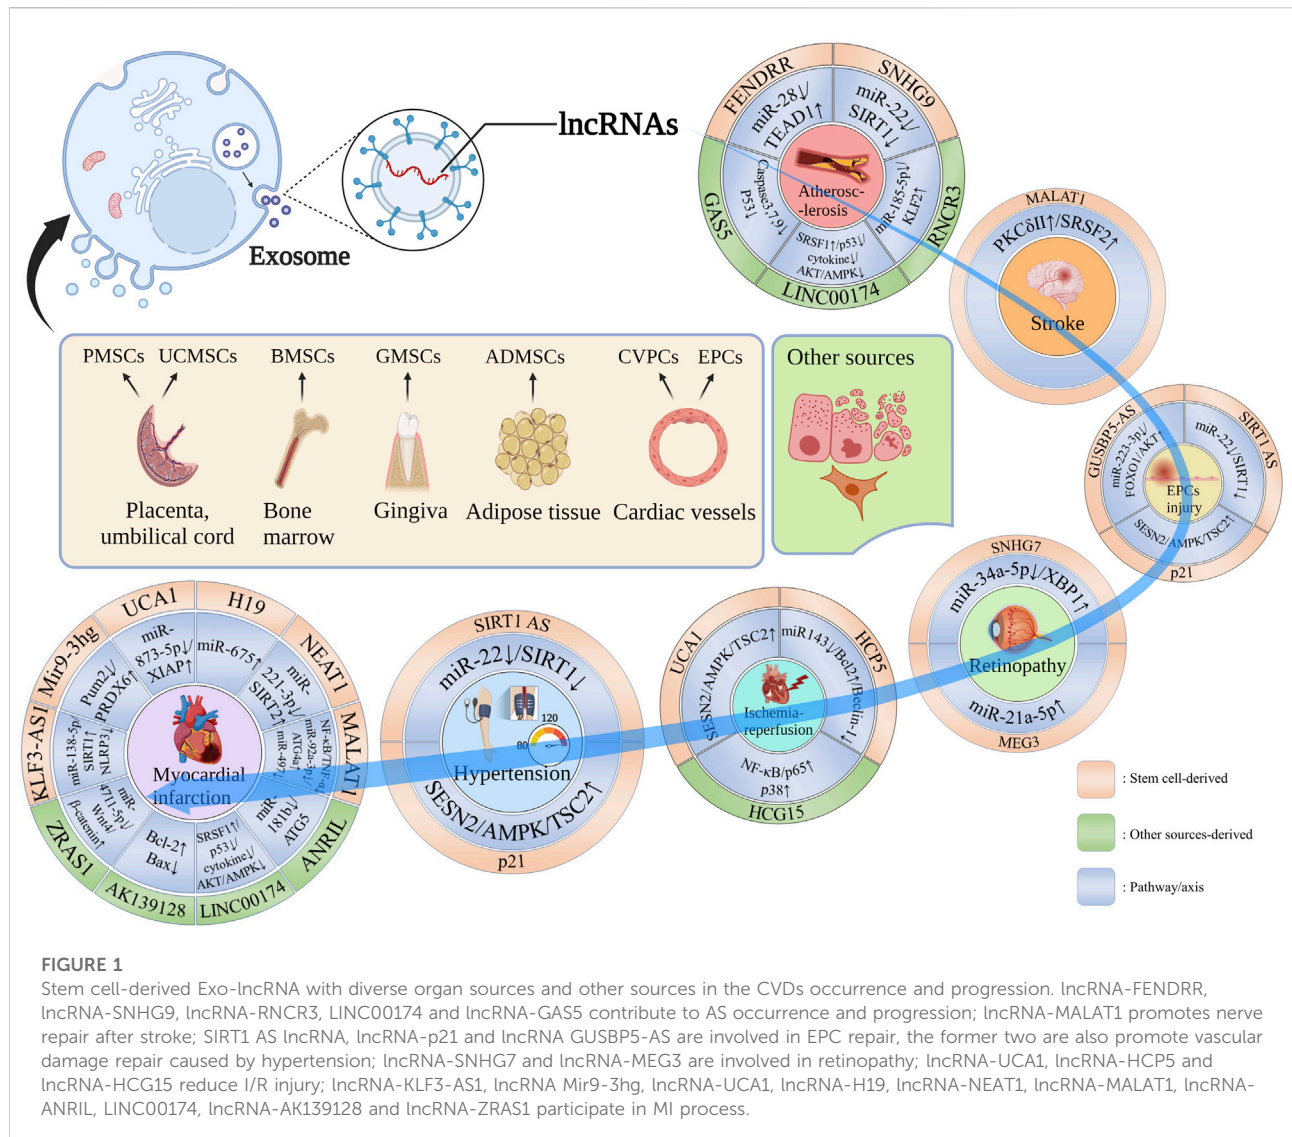 lncRNAs
Exosome
FENDRR
SNHG9
miR-28↓/
TEAD1↑
miR-22↓/
SIRT1↓
Atherosc-
-lerosis
Caspase3,7,9↓
P53↓
miR-185-5p↓/
KLF2↑
SRSF1↑/p53↓/
cytokine↓/
AKT/AMPK↓
GAS5
RNCR3
LINC00174
MALAT1
PKCδII↑/SRSF2↑
Stroke
PMSCs
UCMSCs
BMSCs
GMSCs
ADMSCs
CVPCs
EPCs
Placenta,
umbilical cord
Bone
marrow
Gingiva
Adipose tissue
Cardiac vessels
Other sources
GUSBP5-AS
SIRT1 AS
miR-223-3p↓/
FOXO1/AKT↑
miR-22↓/SIRT1↓
EPCs
injury
SESN2/AMPK/TSC2↑
p21
SNHG7
miR-34a-5p↓/XBP1↑
Retinopathy
miR-21a-5p↑
MEG3
UCA1
HCP5
SESN2/AMPK/TSC2↑
miR143↓/Bcl2↑/Beclin-1↓
Ischemia-
reperfusion
NF-κB/p65↑
p38↑
HCG15
SIRT1 AS
miR-22↓/SIRT1↓
120
80
Hypertension
SESN2/AMPK/TSC2↑
p21
UCA1
H19
Mir9-3hg
NEAT1
KLF3-AS1
MALAT1
ZRAS1
ANRIL
AK139128
LINC00174
miR-
873-5p↓/
XIAP↑
miR-675↑
Pum2↓/
PRDX6↑
miR-
221-3p↓/
SIRT2↑
miR-138-5p/
SIRT1↑
NLRP3↓
NF-κB/TNF-α↓
miR-92a-3p↓/
ATG4a↑
miR-497↑
Myocardial
infarction
miR-
4711-5p↓/
Wnt4/
β-catenin↑
miR-
181b↓/
ATG5
Bcl-2↑
Bax↓
SRSF1↑/
p53↓/
cytokine↓/
AKT/AMPK↓
: Stem cell-derived
: Other sources-derived
: Pathway/axis
FIGURE 1
Stem cell-derived Exo-lncRNA with diverse organ sources and other sources in the CVDs occurrence and progression. lncRNA-FENDRR,
lncRNA-SNHG9, lncRNA-RNCR3, LINC00174 and lncRNA-GAS5 contribute to AS occurrence and progression; lncRNA-MALAT1 promotes nerve
repair after stroke; SIRT1 AS lncRNA, lncRNA-p21 and lncRNA GUSBP5-AS are involved in EPC repair, the former two are also promote vascular
damage repair caused by hypertension; lncRNA-SNHG7 and lncRNA-MEG3 are involved in retinopathy; lncRNA-UCA1, lncRNA-HCP5 and
lncRNA-HCG15 reduce I/R injury; lncRNA-KLF3-AS1, lncRNA Mir9-3hg, lncRNA-UCA1, lncRNA-H19, lncRNA-NEAT1, lncRNA-MALAT1, lncRNA-
ANRIL, LINC00174, lncRNA-AK139128 and lncRNA-ZRAS1 participate in MI process.